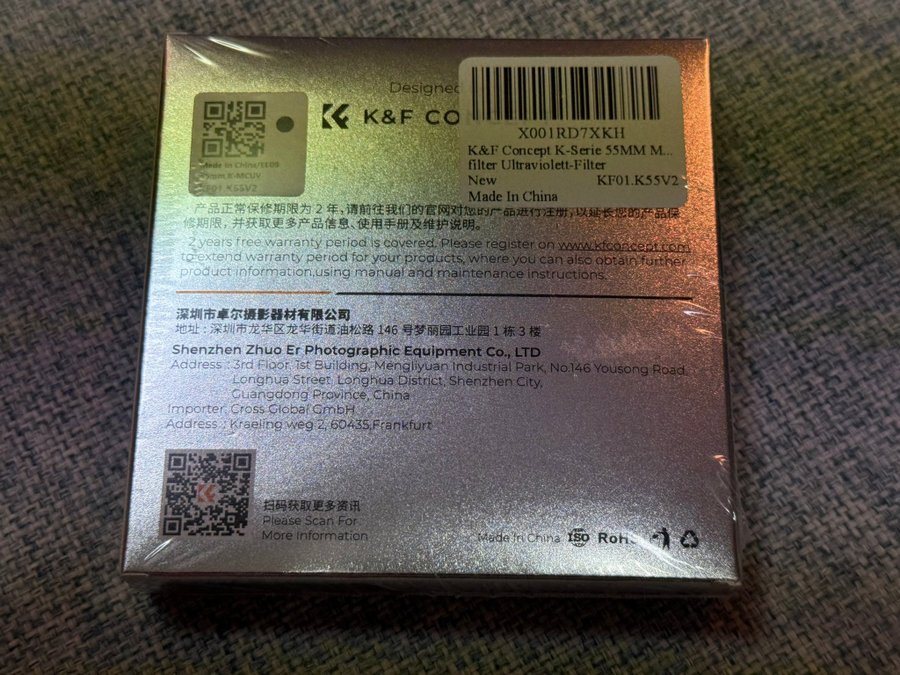 Designed
K&F CO
X001RD7XKH
K&F Concept K-Serie 55MM M...
filter Ultraviolett-Filter
New KF01.K55V2
Made In China
Made In China/EE09
55mm K-MCUV
KF01.K55V2
产品正常保修期限为 2 年,请前往我们的官网对您的产品进行注册,以延长您的产品保
修期限,并获取更多产品信息、使用手册及维护说明。
2 years free warranty period is covered. Please register on www.kfconcept.com
to extend warranty period for your products, where you can also obtain further
product information,using manual and maintenance instructions.
深圳市卓尔摄影器材有限公司
地址 : 深圳市龙华区龙华街道油松路 146 号梦丽园工业园 1 栋 3 楼
Shenzhen Zhuo Er Photographic Equipment Co., LTD
Address : 3rd Floor, 1st Building, Mengliyuan Industrial Park, No.146 Yousong Road,
Longhua Street, Longhua District, Shenzhen City,
Guangdong Province, China
Importer: Cross Global GmbH
Address : Kraeling weg 2, 60435,Frankfurt
扫码获取更多资讯
Please Scan For
More Information
Made In China ISO RoHS